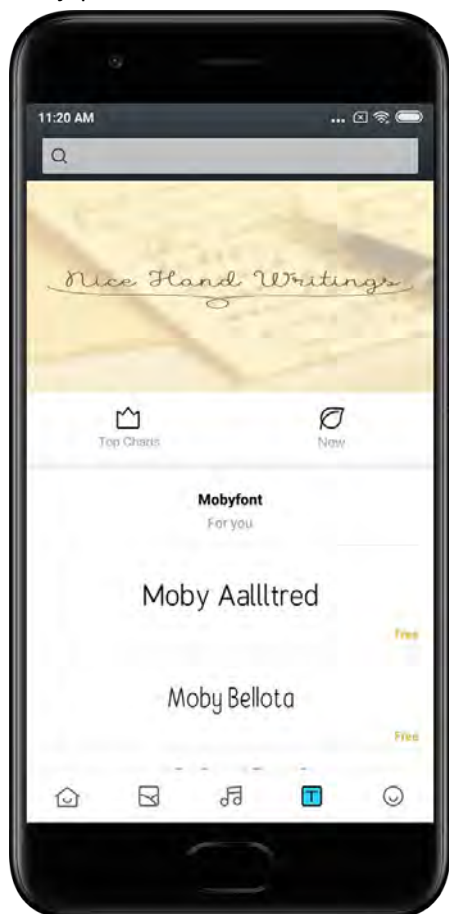 11:20 AM
Nice Hand Writings
Top Charts
New
Mobyfont
For you
Moby Aallltred
Free
Moby Bellota
Free
T